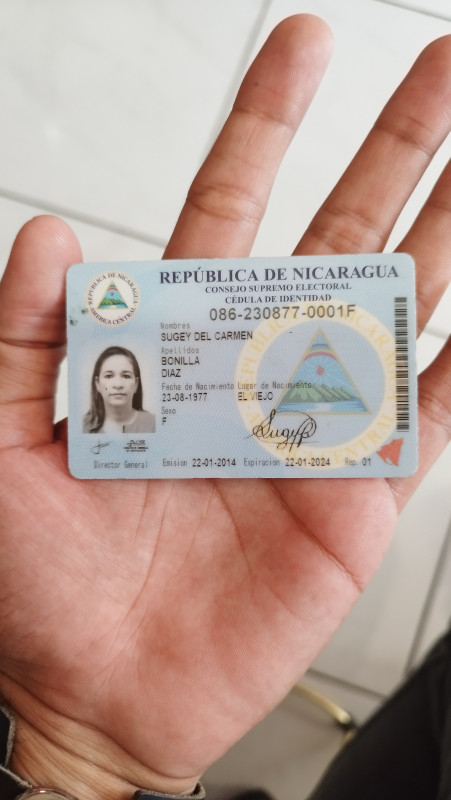 REPÚBLICA DE NICARAGUA
CONSEJO SUPREMO ELECTORAL
CÉDULA DE IDENTIDAD
086-230877-0001F
Nombres
SUGEY DEL CARMEN
Apellidos
BONILLA
DIAZ
Fecha de Nacimiento Lugar de Nacimiento
23-08-1977 EL VIEJO
Sexo
F
Director General
Emision 22-01-2014 Expiracion 22-01-2024 Rep. 01
REPUBLICA DE NICARAGUA
AMERICA CENTRAL